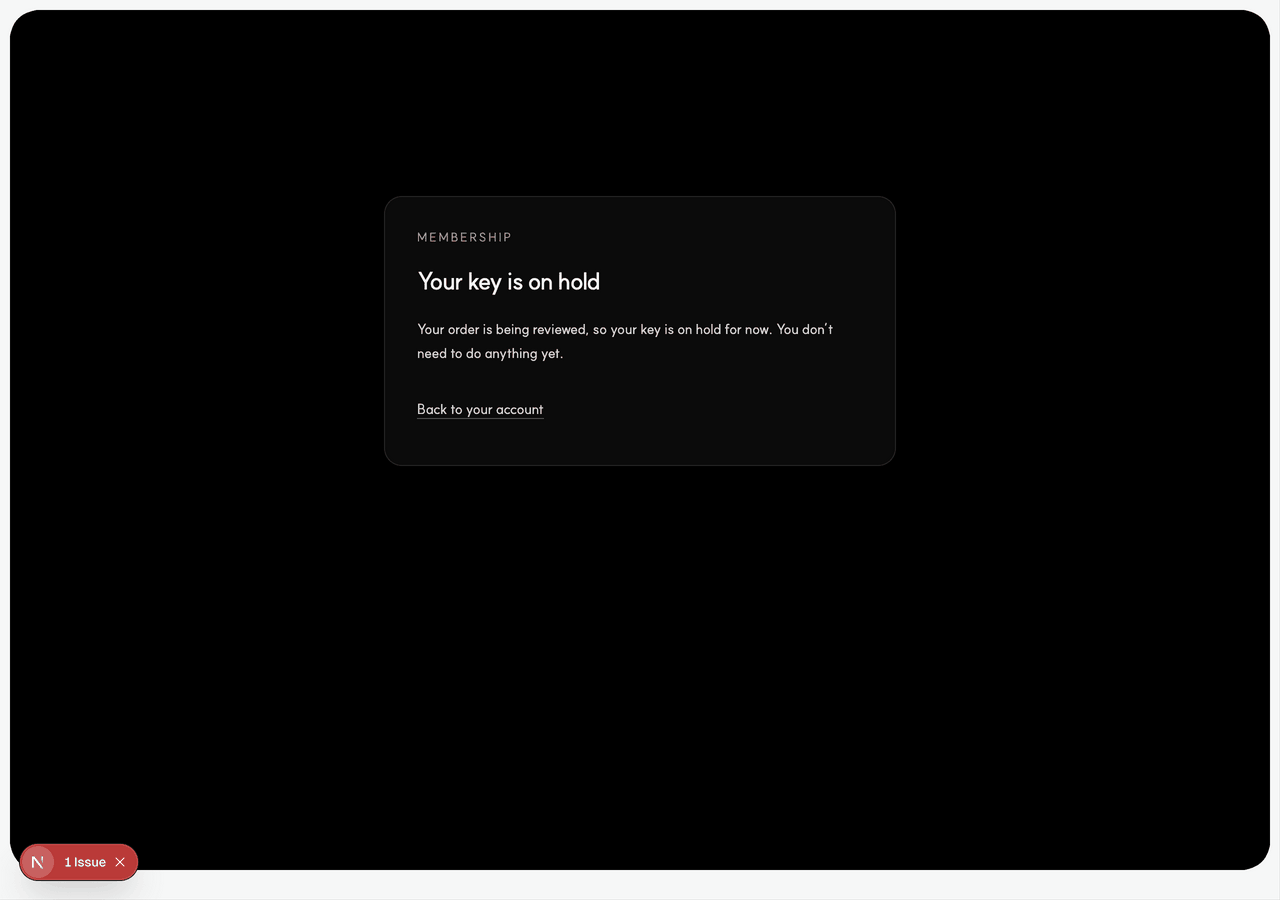 MEMBERSHIP
Your key is on hold
Your order is being reviewed, so your key is on hold for now. You don’t
need to do anything yet.
Back to your account
N 1 Issue